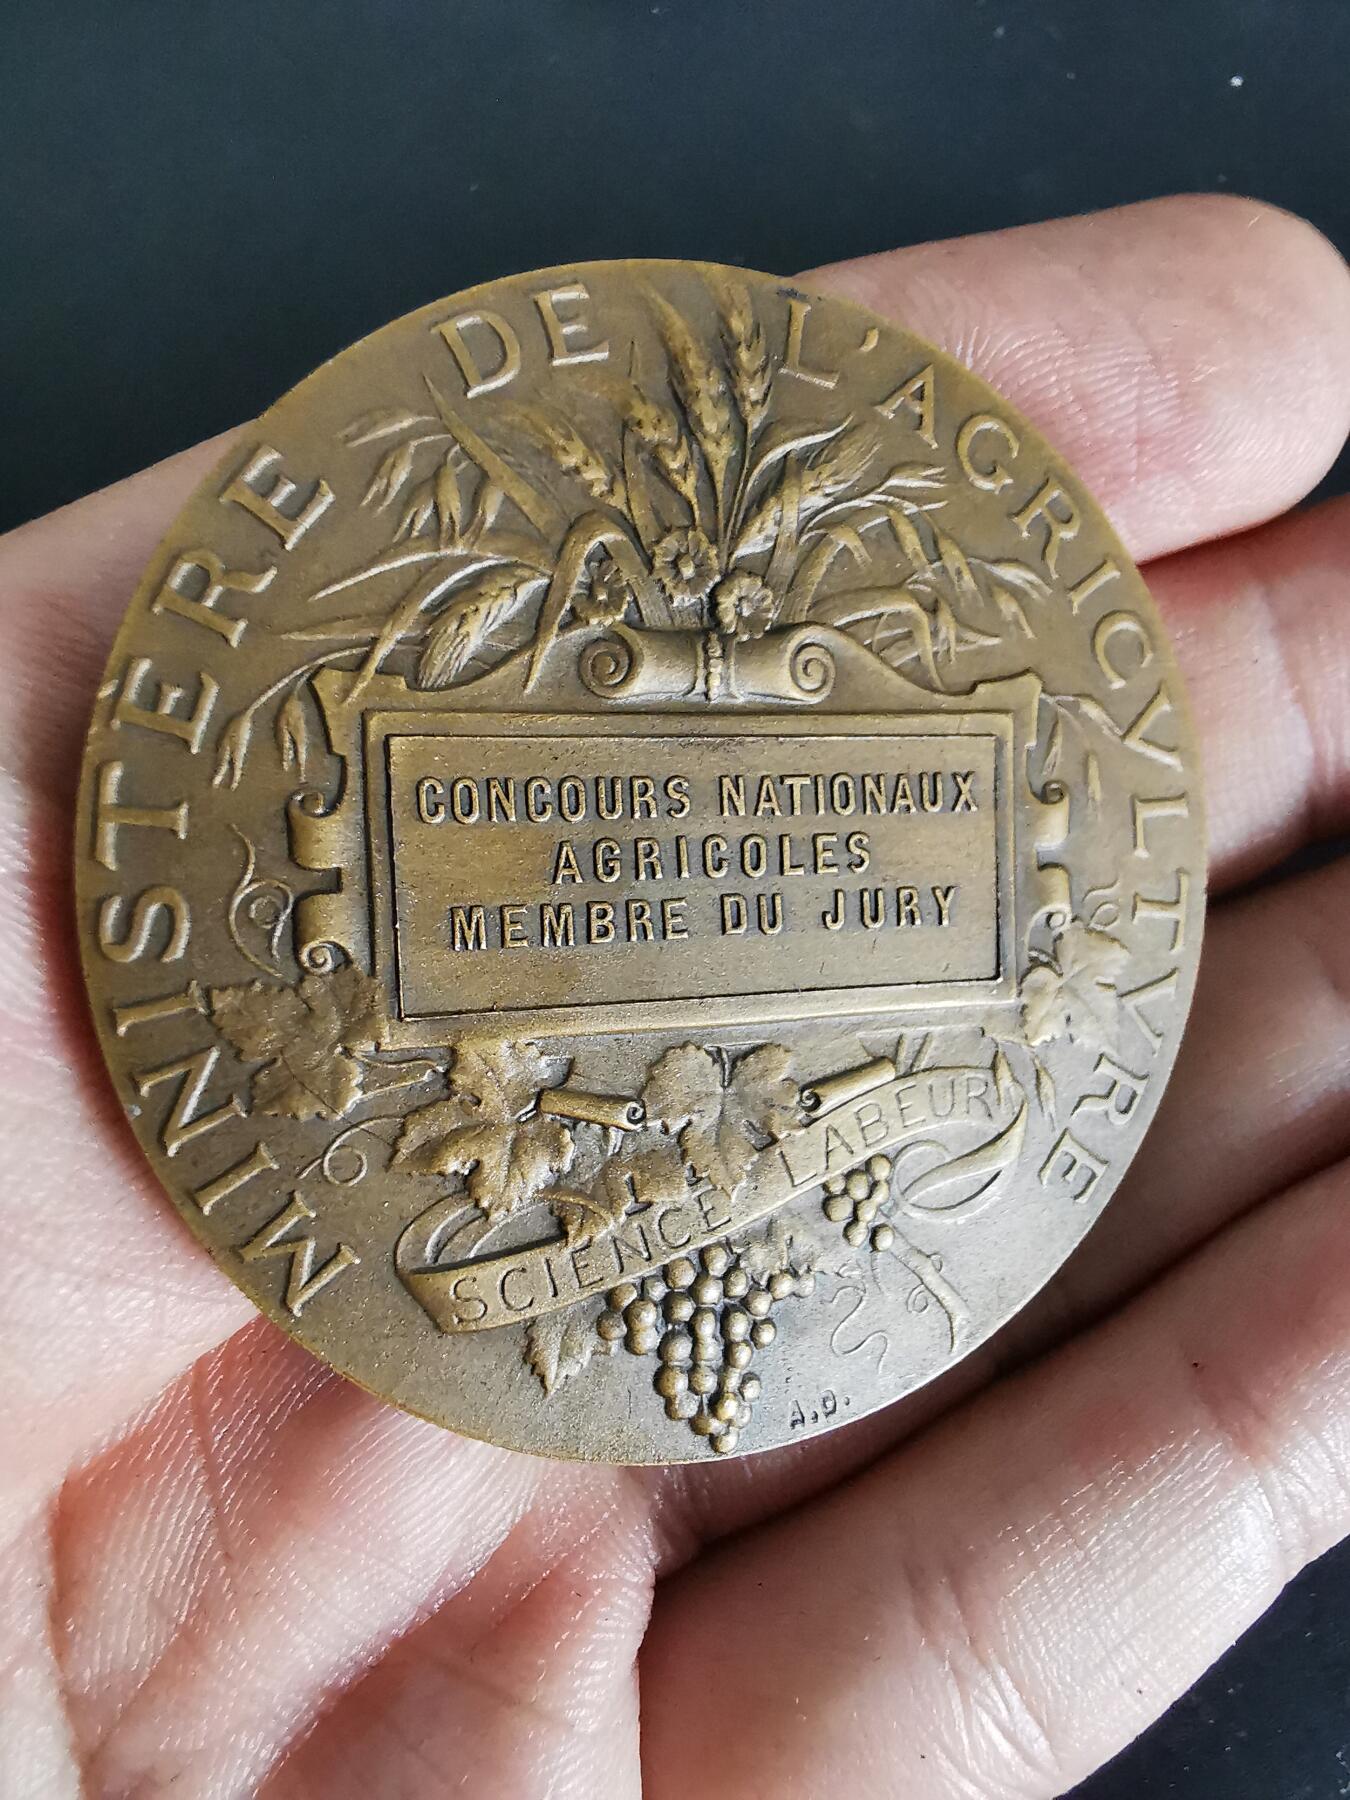 MINISTÈRE DE L'AGRICVLTVRE
CONCOURS NATIONAUX
AGRICOLES
MEMBRE DU JURY
SCIENCE LABEUR
A.D.